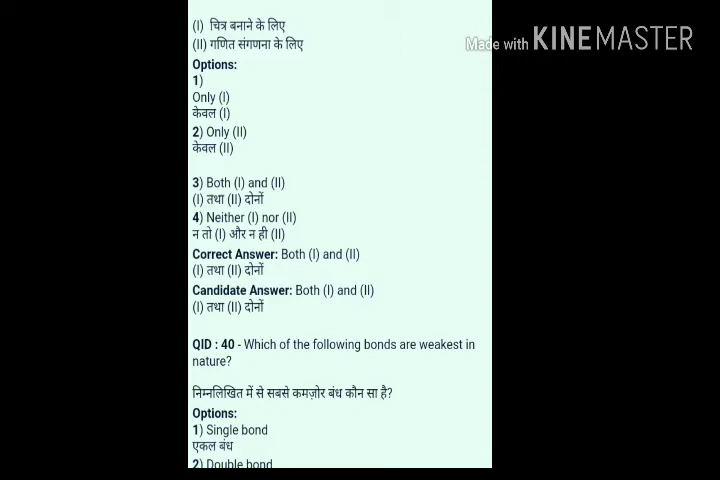 (I) चित्र बनाने के लिए
(II) गणित संगणना के लिए
Made with KINEMASTER
Options:
1)
Only (I)
केवल (I)
2) Only (II)
केवल (II)
3) Both (I) and (II)
(I) तथा (II) दोनों
4) Neither (I) nor (II)
न तो (I) और न ही (II)
Correct Answer: Both (I) and (II)
(I) तथा (II) दोनों
Candidate Answer: Both (I) and (II)
(I) तथा (II) दोनों
QID : 40 - Which of the following bonds are weakest in
nature?
निम्नलिखित में से सबसे कमज़ोर बंध कौन सा है?
Options:
1) Single bond
एकल बंध
2) Double bond